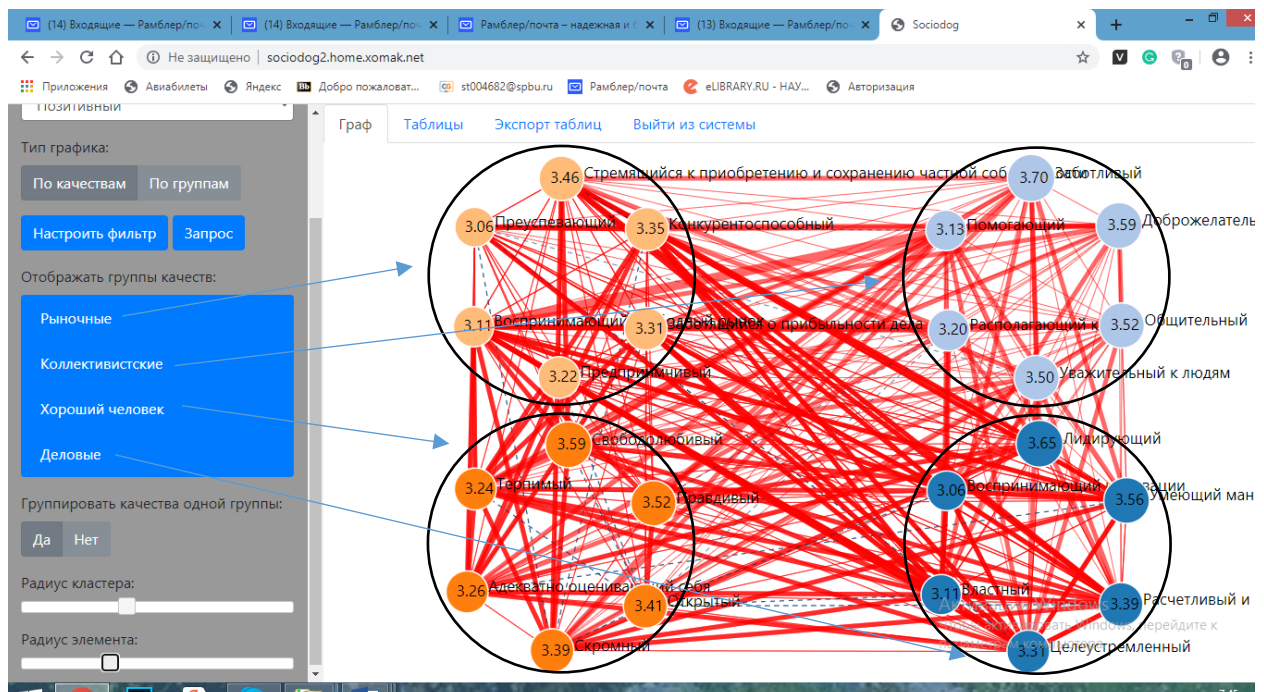 (14) Входящие — Рамблер/поч
(14) Входящие — Рамблер/поч
Рамблер/почта – надежная и б
(13) Входящие — Рамблер/поч
Sociodog
Не защищено | sociodog2.home.xomak.net
Приложения
Авиабилеты
Яндекс
Добро пожаловат...
st004682@spbu.ru
Рамблер/почта
eLIBRARY.RU - НАУ...
Авторизация
Позитивный
Тип графика:
По качествам
По группам
Настроить фильтр
Запрос
Отображать группы качеств:
Рыночные
Коллективистские
Хороший человек
Деловые
Группировать качества одной группы:
Да
Нет
Радиус кластера:
Радиус элемента:
Граф
Таблицы
Экспорт таблиц
Выйти из системы
3.46 Стремящийся к приобретению и сохранению частной соб
3.06 Преуспевающий
3.35 Конкурентоспособный
3.11 Воспринимающий
3.31 прибыльности дела
3.22 Предприимчивый
3.70 Заботливый
3.13 Помогающий
3.59 Доброжелатель
3.20 Располагающий к
3.52 Общительный
3.50 Уважительный к людям
3.59 Свободолюбивый
3.24 Терпимый
3.52 Правдивый
3.26 Адекватно оценивающий себя
3.41 Открытый
3.39 Скромный
3.65 Лидирующий
3.06 Воспринимающий
3.56 Умеющий ман
3.11 Властный
3.39 Расчетливый и
3.31 Целеустремленный